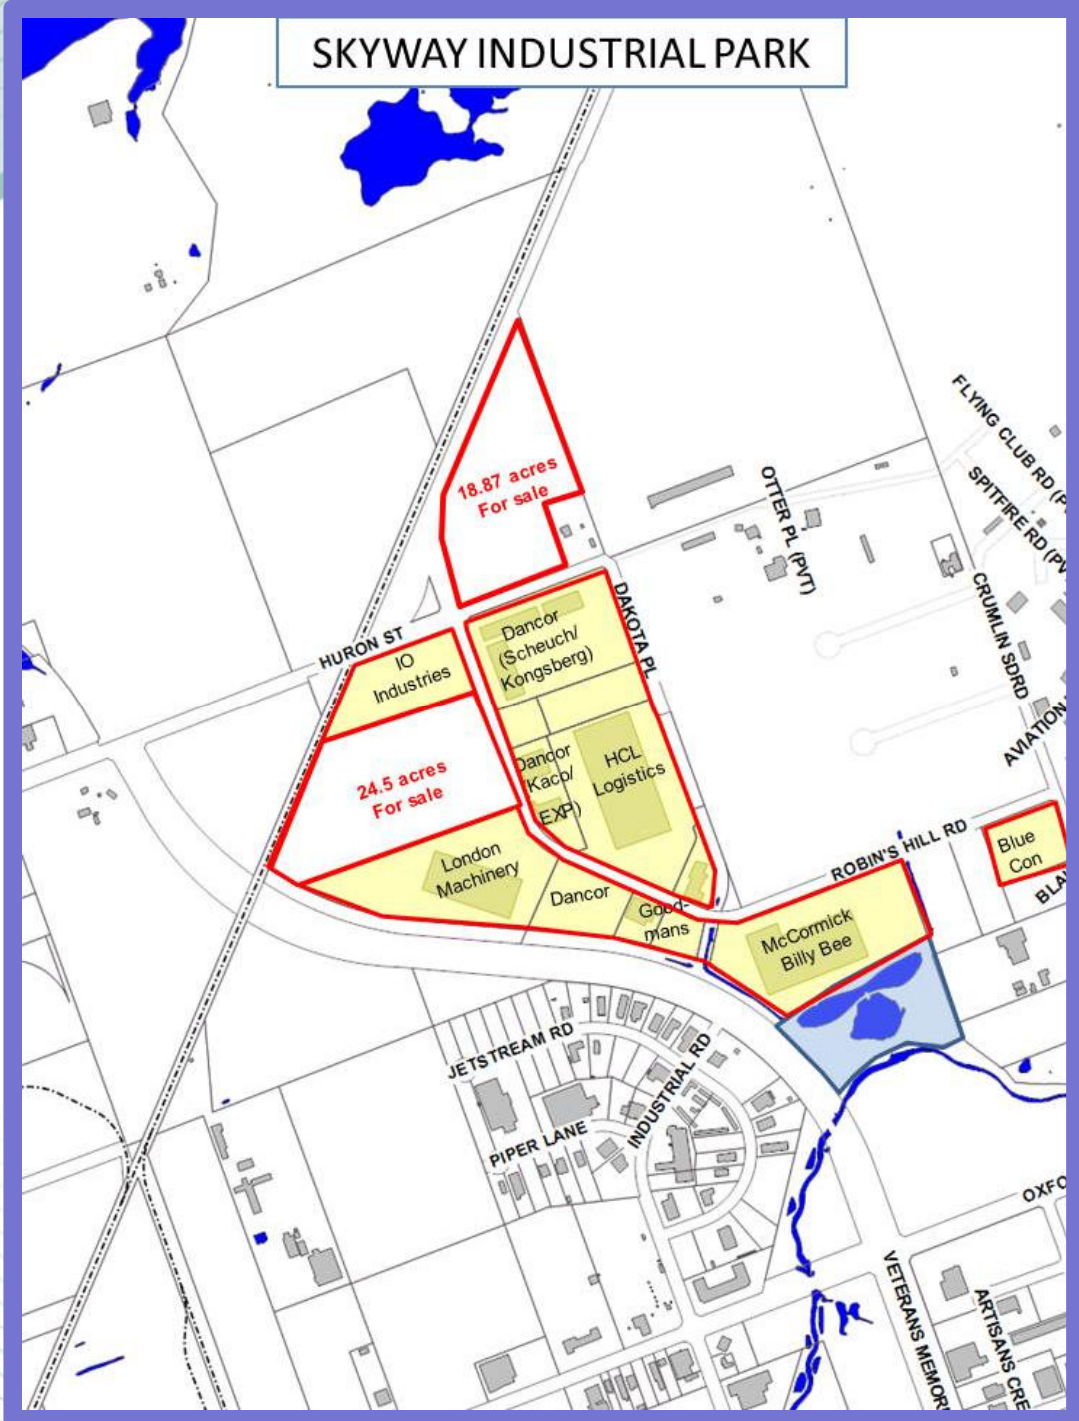 SKYWAY INDUSTRIAL PARK
FLYING CLUB RD (P
18.87 acres
For sale
OTTER PL (PVT)
SPITFIRE RD (PV
HURON ST
DAKOTA PL
CRUMLIN SDRD
Dancor
(Scheuch/
Kongsberg)
IO
Industries
AVIATION
24.5 acres
For sale
Dancor
Kaco/
EXP)
HCL
Logistics
ROBIN'S HILL RD
Blue
Con
BLA
London
Machinery
Dancor
Good-
mans
McCormick
Billy Bee
JETSTREAM RD
INDUSTRIAL RD
PIPER LANE
OXFO
VETERANS MEMOR
ARTISANS CRE